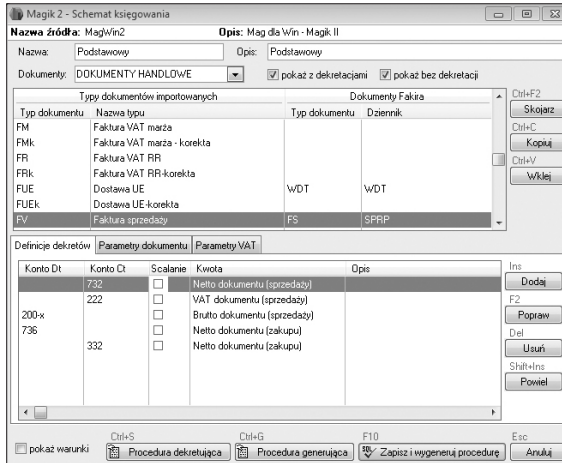 Magik 2 - Schemat księgowania
Nazwa źródła: MagWin2 Opis: Mag dla Win - Magik II
Nazwa: Podstawowy Opis: Podstawowy
Dokumenty: DOKUMENTY HANDLOWE pokaż z dekretacjami pokaż bez dekretacji
Typy dokumentów importowanych Dokumenty Fakira
Typ dokumentu Nazwa typu Typ dokumentu Dziennik
FM Faktura VAT marża
FMk Faktura VAT marża - korekta
FR Faktura VAT RR
FRk Faktura VAT RR-korekta
FUE Dostawa UE WDT WDT
FUEk Dostawa UE-korekta
FV Faktura sprzedaży FS SPRP
Ctrl+F2
Skojarz
Ctrl+C
Kopiuj
Ctrl+V
Wklej
Definicje dekretów Parametry dokumentu Parametry VAT
Konto Dt Konto Ct Scalanie Kwota Opis
732 Netto dokumentu (sprzedaży)
222 VAT dokumentu (sprzedaży)
200-x Brutto dokumentu (sprzedaży)
736 Netto dokumentu (zakupu)
332 Netto dokumentu (zakupu)
Ins
Dodaj
F2
Popraw
Del
Usuń
Shift+Ins
Powiel
Ctrl+S Ctrl+G F10 Esc
pokaż warunki Procedura dekretująca Procedura generująca SQL Zapisz i wygeneruj procedurę Anuluj